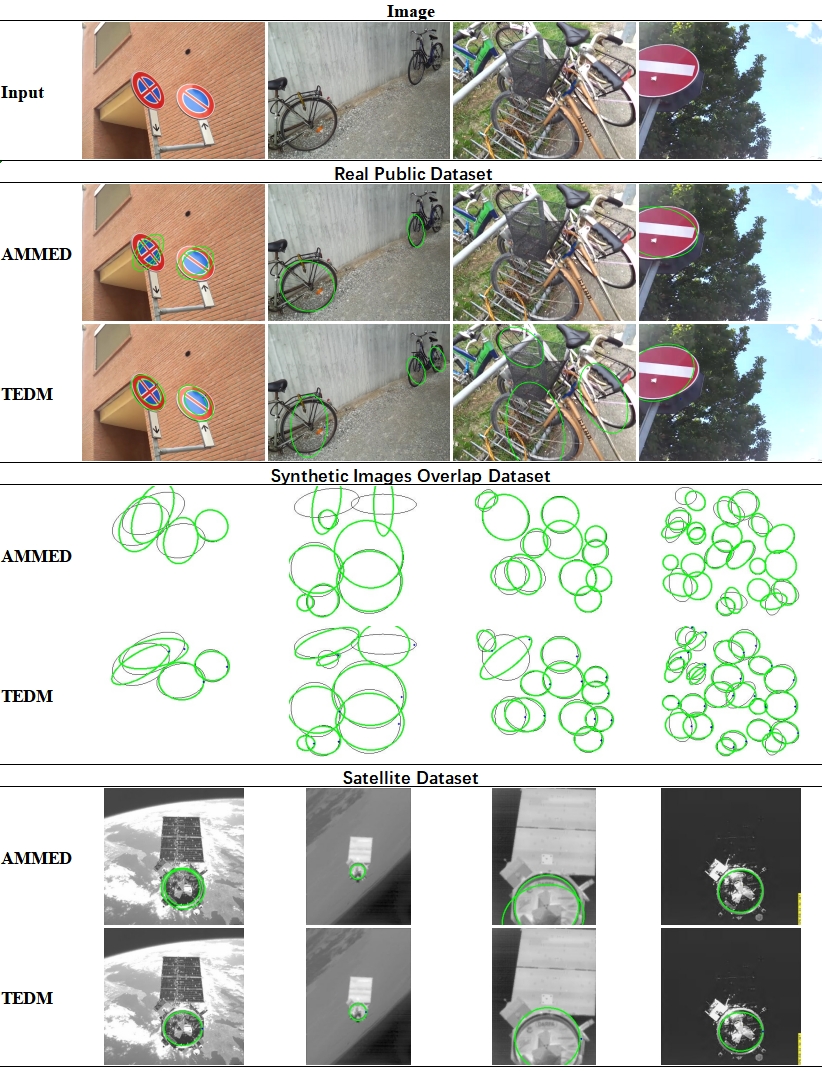 Image
Input
Real Public Dataset
AMMED
TEDM
Synthetic Images Overlap Dataset
AMMED
TEDM
Satellite Dataset
AMMED
TEDM